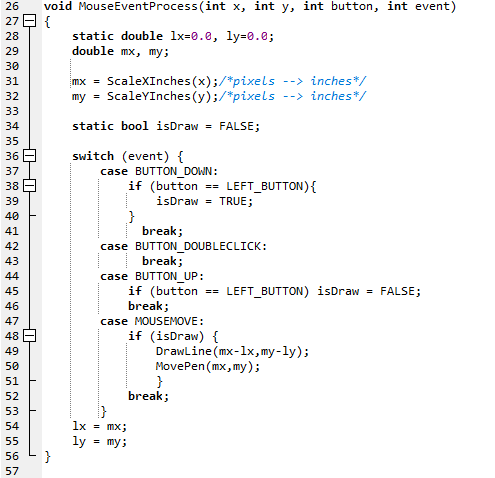 26 void MouseEventProcess(int x, int y, int button, int event)
27 {
28     static double lx=0.0, ly=0.0;
29     double mx, my;
30
31     mx = ScaleXInches(x);/*pixels --> inches*/
32     my = ScaleYInches(y);/*pixels --> inches*/
33
34     static bool isDraw = FALSE;
35
36     switch (event) {
37         case BUTTON_DOWN:
38             if (button == LEFT_BUTTON){
39                 isDraw = TRUE;
40             }
41               break;
42         case BUTTON_DOUBLECLICK:
43               break;
44         case BUTTON_UP:
45             if (button == LEFT_BUTTON) isDraw = FALSE;
46             break;
47         case MOUSEMOVE:
48             if (isDraw) {
49                 DrawLine(mx-lx,my-ly);
50                 MovePen(mx,my);
51                 }
52             break;
53         }
54     lx = mx;
55     ly = my;
56 }
57